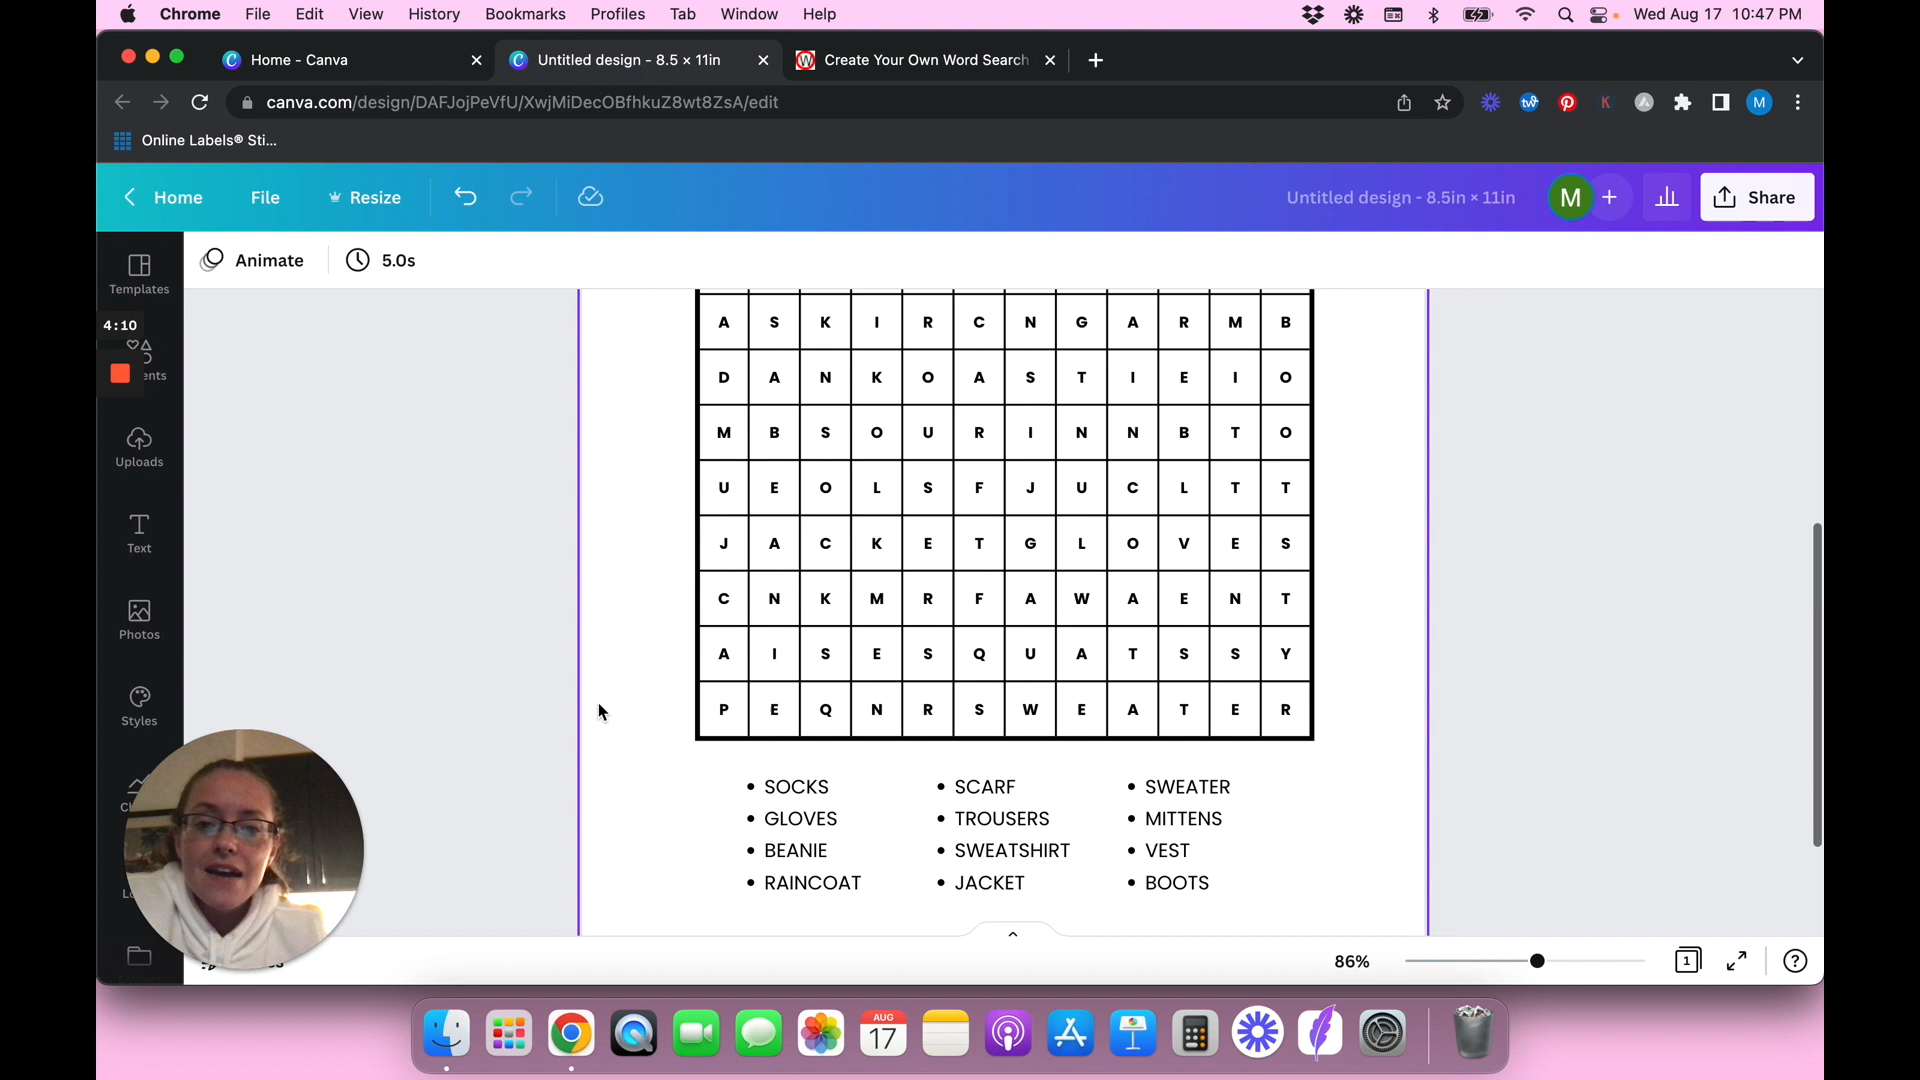 Chrome File Edit View History Bookmarks Profiles Tab Window Help Wed Aug 17 10:47 PM
Home - Canva Untitled design - 8.5 × 11in Create Your Own Word Search
canva.com/design/DAFJojPeVfU/XwjMiDecOBfhkuZ8wt8ZsA/edit
K M
Online Labels® Sti...
Home File Resize Untitled design - 8.5in × 11in M + Share
Animate 5.0s
Templates
4:10
ents
Uploads
Text
Photos
Styles
A S K I R C N G A R M B
D A N K O A S T I E I O
M B S O U R I N N B T O
U E O L S F J U C L T T
J A C K E T G L O V E S
C N K M R F A W A E N T
A I S E S Q U A T S S Y
P E Q N R S W E A T E R
• SOCKS • SCARF • SWEATER
• GLOVES • TROUSERS • MITTENS
• BEANIE • SWEATSHIRT • VEST
• RAINCOAT • JACKET • BOOTS
86% 1 ?
AUG
17